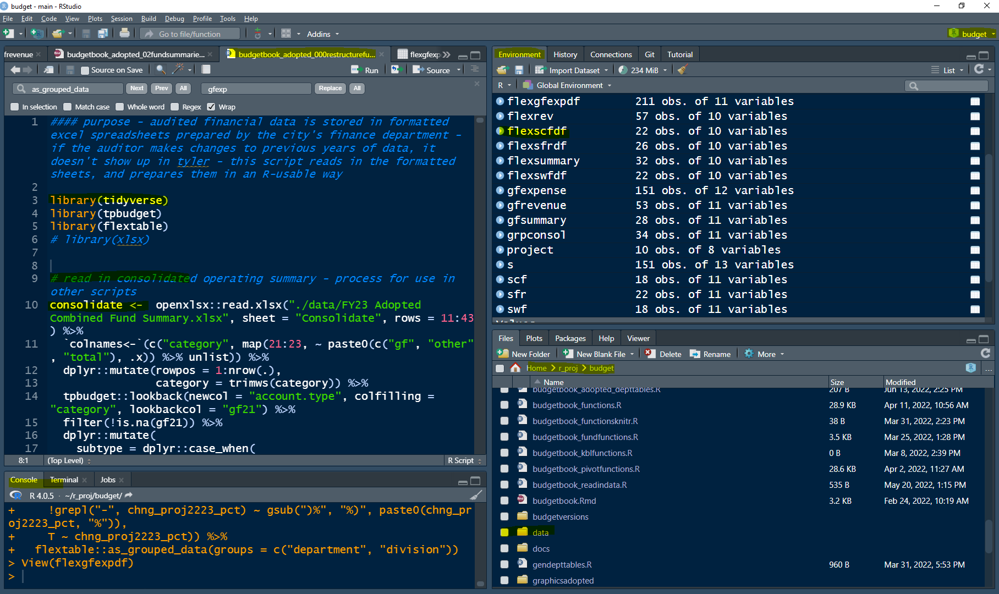 budget - main - RStudio
File Edit Code View Plots Session Build Debug Profile Tools Help
Go to file/function
Addins
budget
frevenue
budgetbook_adopted_02fundsummarie...
budgetbook_adopted_000restructurefu...
flexgfexp
Source on Save
Run
Source
as_grouped_data
Next
Prev
All
gfexp
Replace
All
In selection
Match case
Whole word
Regex
Wrap
1 #### purpose - audited financial data is stored in formatted
excel spreadsheets prepared by the city's finance department -
if the auditor makes changes to previous years of data, it
doesn't show up in tyler - this script reads in the formatted
sheets, and prepares them in an R-usable way
2
3 library(tidyverse)
4 library(tpbudget)
5 library(flextable)
6 # library(xlsx)
7
8
9 # read in consolidated operating summary - process for use in
other scripts
10 consolidate <- openxlsx::read.xlsx("./data/FY23 Adopted
Combined Fund Summary.xlsx", sheet = "Consolidate", rows = 11:43
) %>%
11 `colnames<-`(c("category", map(21:23, ~ paste0(c("gf", "other"
, "total"), .x)) %>% unlist)) %>%
12 dplyr::mutate(rowpos = 1:nrow(.),
13 category = trimws(category)) %>%
14 tpbudget::lookback(newcol = "account.type", colfilling =
"category", lookbackcol = "gf21") %>%
15 filter(!is.na(gf21)) %>%
16 dplyr::mutate(
17 subtype = dplyr::case_when(
8:1 (Top Level) R Script
Console Terminal Jobs
R 4.0.5 · ~/r_proj/budget/
+ !grepl("-", chng_proj2223_pct) ~ gsub(")%", "%)", paste0(chng_pr
oj2223_pct, "%")),
+ T ~ chng_proj2223_pct)) %>%
+ flextable::as_grouped_data(groups = c("department", "division"))
> View(flexgfexpdf)
>
Environment History Connections Git Tutorial
Import Dataset
234 MiB
List
R
Global Environment
flexgfexpdf 211 obs. of 11 variables
flexrev 57 obs. of 10 variables
flexscfdf 22 obs. of 10 variables
flexsfrdf 26 obs. of 10 variables
flexsummary 32 obs. of 10 variables
flexswfdf 22 obs. of 10 variables
gfexpense 151 obs. of 12 variables
gfrevenue 53 obs. of 11 variables
gfsummary 28 obs. of 11 variables
grpconsol 34 obs. of 11 variables
project 10 obs. of 8 variables
s 151 obs. of 13 variables
scf 18 obs. of 11 variables
sfr 22 obs. of 11 variables
swf 18 obs. of 11 variables
Values
Files Plots Packages Help Viewer
New Folder
New Blank File
Delete
Rename
More
Home > r_proj > budget
...
Name Size Modified
budgetbook_adopted_depttables.R 207 B Jun 13, 2022, 2:25 PM
budgetbook_functions.R 28.9 KB Apr 11, 2022, 10:56 AM
budgetbook_functionsknitr.R 38 B Mar 31, 2022, 2:23 PM
budgetbook_fundfunctions.R 3.5 KB Mar 25, 2022, 1:28 PM
budgetbook_kblfunctions.R 0 B Mar 8, 2022, 2:39 PM
budgetbook_pivotfunctions.R 28.6 KB Apr 2, 2022, 11:27 AM
budgetbook_readindata.R 535 B May 20, 2022, 1:15 PM
budgetbook.Rmd 3.2 KB Feb 24, 2022, 10:19 AM
budgetversions
data
docs
gendepttables.R 960 B Mar 31, 2022, 5:53 PM
graphicsadopted